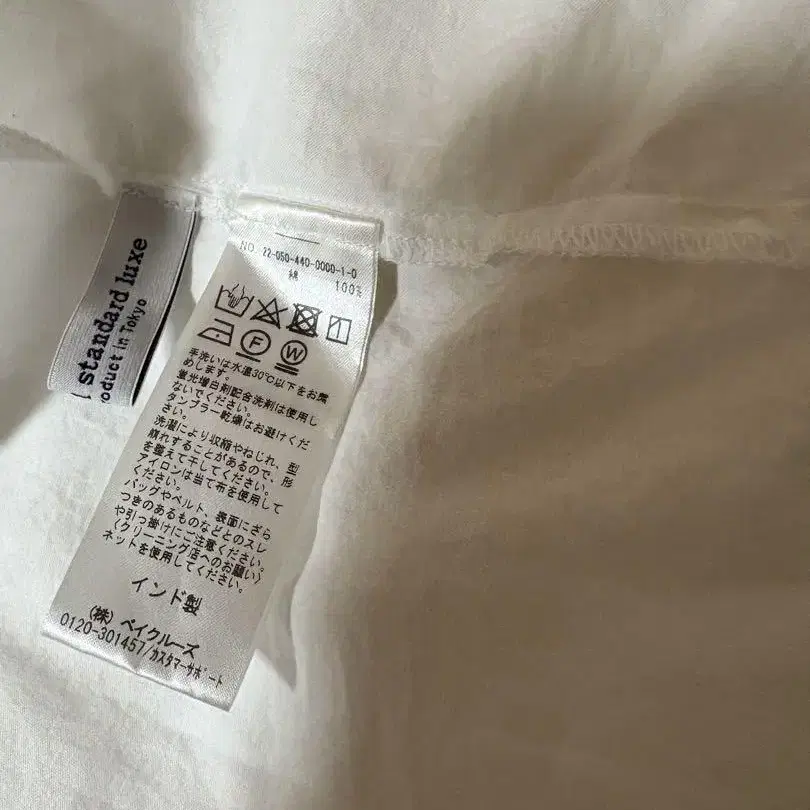 standard luxe
oduct in Tokyo
NO 22-050-440-0000-1-0
綿 100%
F W
手洗いは水温30℃以下をお薦
めします。
蛍光増白剤配合洗剤は使用し
ないでください。
タンブラー乾燥はお避けくだ
さい。
洗濯により収縮やねじれ、型
崩れすることがあるので、形
を整えて干してください。
アイロンは当て布を使用して
ください。
バッグやベルト、表面にざら
つきのあるものなどとのスレ
や引っ掛けにご注意ください。
〈クリーニング店へのお願い〉
ネットを使用してください。
インド製
(株) ベイクルーズ
0120-301457/カスタマーサポート